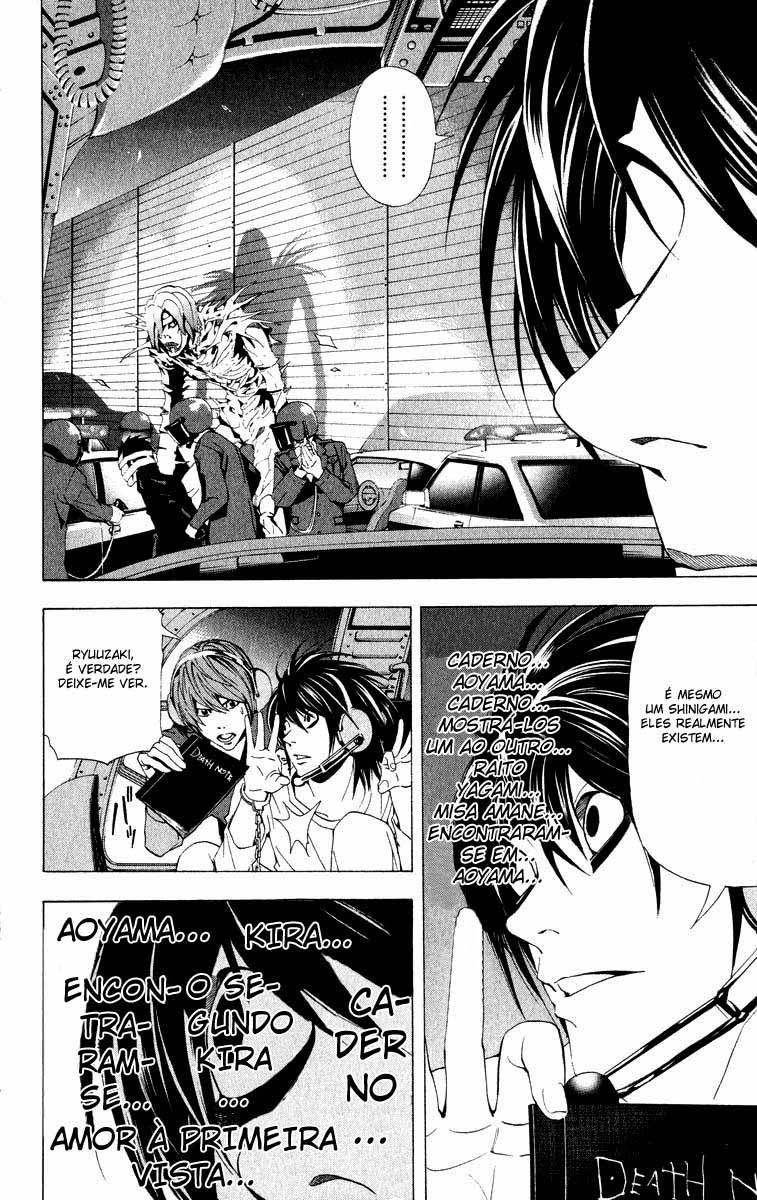 ......
......
É MESMO
UM SHINIGAMI...
ELES REALMENTE
EXISTEM...
CADERNO...
AOYAMA...
CADERNO...
MOSTRÁ-LOS
UM AO OUTRO...
RAITO
YAGAMI...
MISA AMANE...
ENCONTRARAM-
SE EM...
AOYAMA...
DEATH N
RYUUZAKI,
É VERDADE?
DEIXE-ME VER.
DEATH NOTE
CA-
DER
NO
KIRA...
O SE-
GUNDO
KIRA
...
AOYAMA...
ENCON-
TRA-
RAM-
SE...
AMOR À PRIMEIRA ...
VISTA...